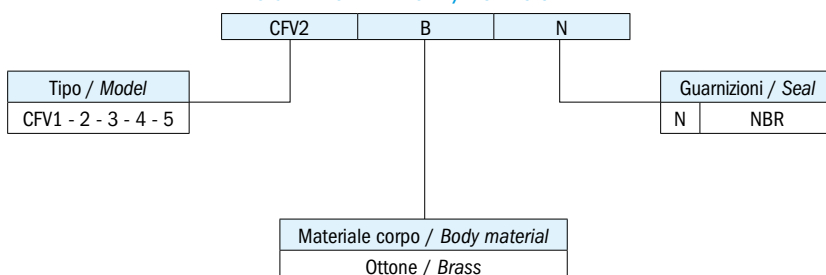 CFV2 B N
Tipo / Model
CFV1 - 2 - 3 - 4 - 5
Guarnizioni / Seal
N NBR
Materiale corpo / Body material
Ottone / Brass